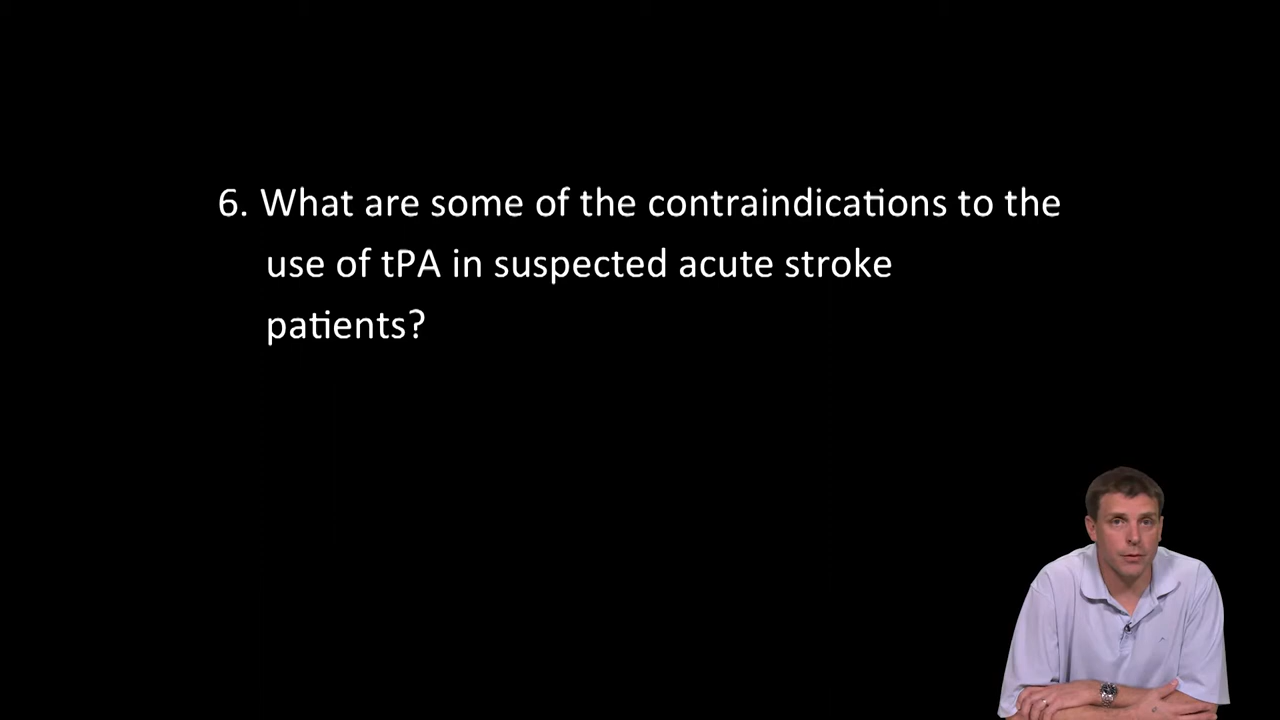 6. What are some of the contraindications to the
use of tPA in suspected acute stroke
patients?